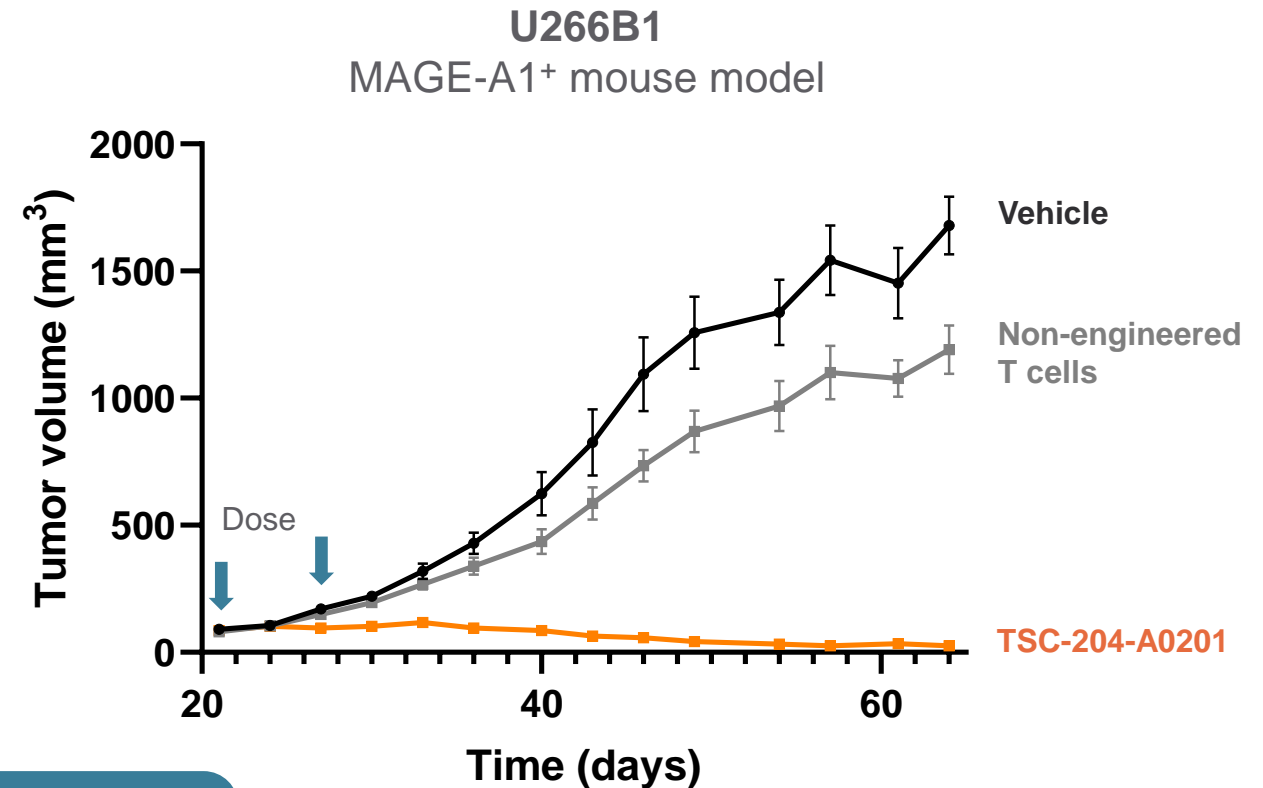 U266B1
MAGE-A1⁺ mouse model
Tumor volume (mm³)
2000
1500
1000
500
0
Dose
Vehicle
Non-engineered
T cells
TSC-204-A0201
20
40
60
Time (days)